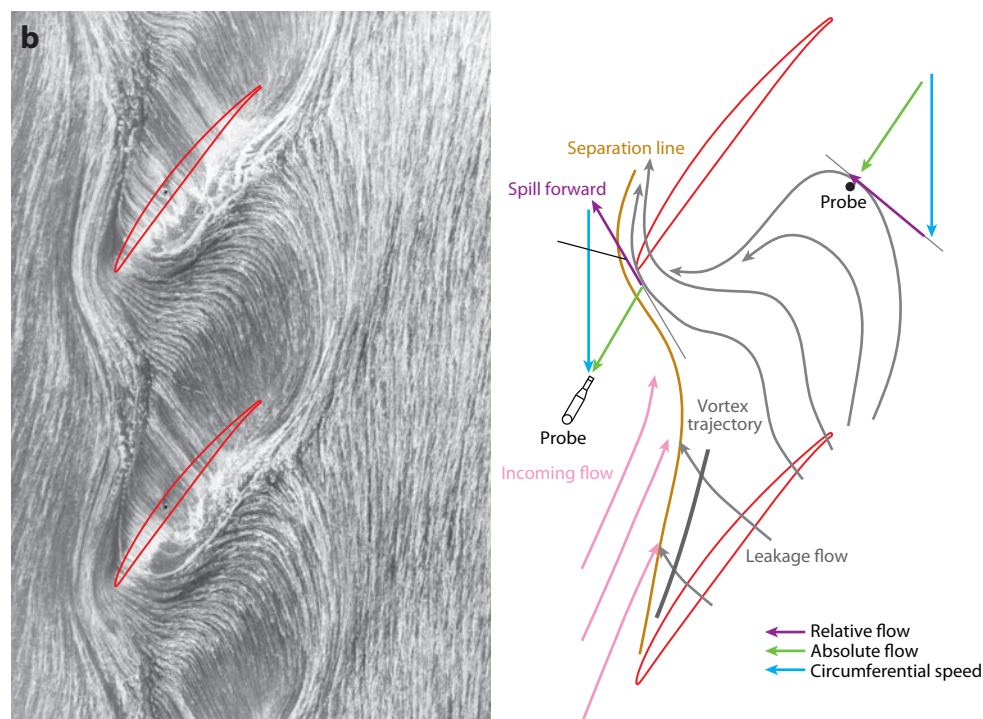 b
Separation line
Spill forward
Probe
Probe
Vortex
trajectory
Incoming flow
Leakage flow
Relative flow
Absolute flow
Circumferential speed